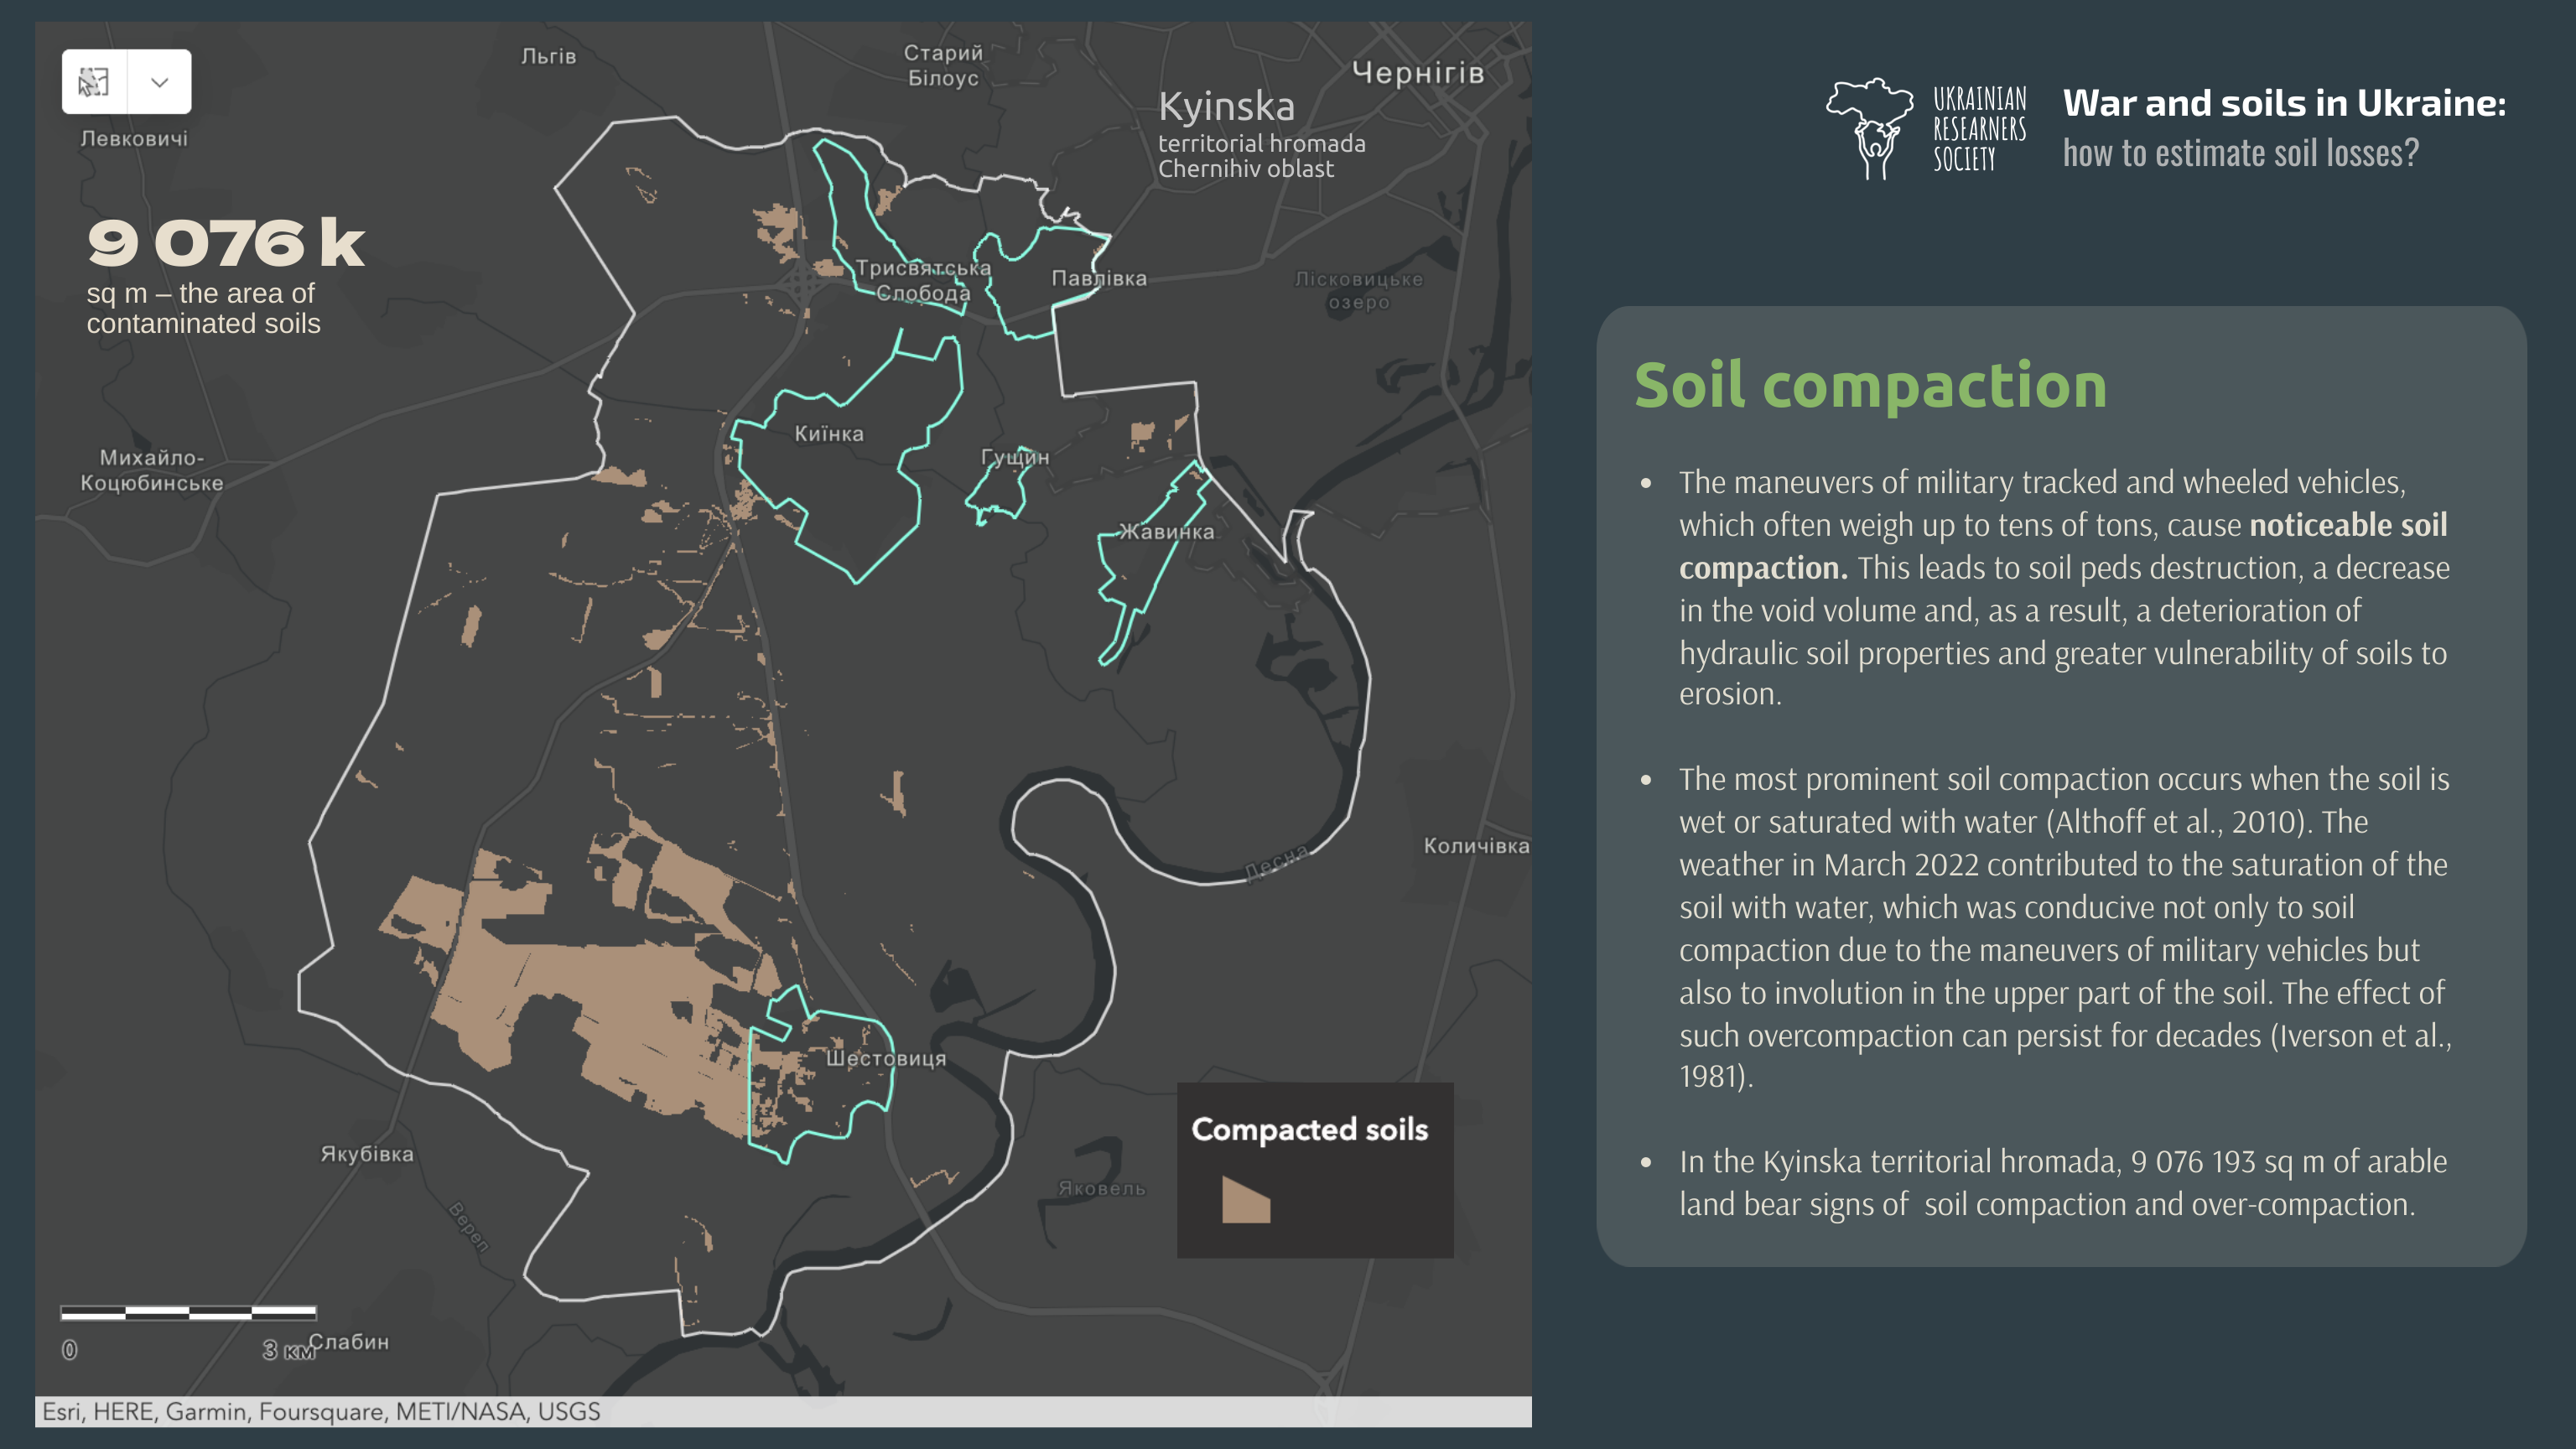 Льгів
Старий
Білоус
Чернігів
Левковичі
Kyinska
territorial hromada
Chernihiv oblast
9 076 k
sq m – the area of
contaminated soils
Трисвятська
Слобода
Павлівка
Лісковицьке
озеро
Киїнка
Гущин
Михайло-
Коцюбинське
Жавинка
Количівка
Десна
Шестовиця
Якубівка
Яковель
Вереп
Compacted soils
0
3 км
Слабин
Esri, HERE, Garmin, Foursquare, METI/NASA, USGS
UKRAINIAN
RESEARNERS
SOCIETY
War and soils in Ukraine:
how to estimate soil losses?
Soil compaction
• The maneuvers of military tracked and wheeled vehicles,
which often weigh up to tens of tons, cause noticeable soil
compaction. This leads to soil peds destruction, a decrease
in the void volume and, as a result, a deterioration of
hydraulic soil properties and greater vulnerability of soils to
erosion.
• The most prominent soil compaction occurs when the soil is
wet or saturated with water (Althoff et al., 2010). The
weather in March 2022 contributed to the saturation of the
soil with water, which was conducive not only to soil
compaction due to the maneuvers of military vehicles but
also to involution in the upper part of the soil. The effect of
such overcompaction can persist for decades (Iverson et al.,
1981).
• In the Kyinska territorial hromada, 9 076 193 sq m of arable
land bear signs of  soil compaction and over-compaction.